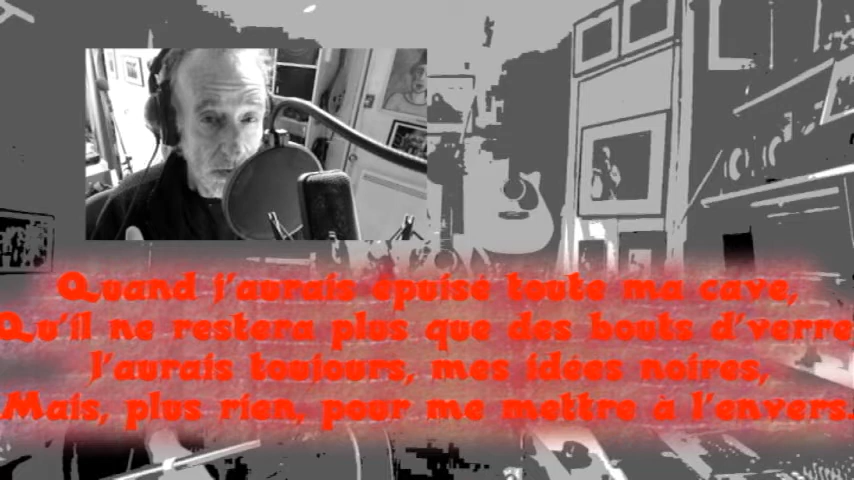 Quand j'aurais épuisé toute ma cave,
Qu'il ne restera plus que des bouts d'verre
J'aurais toujours, mes idées noires,
Mais, plus rien, pour me mettre à l'envers.